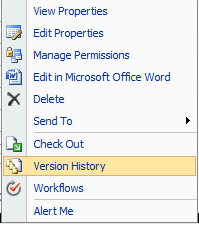 View Properties
Edit Properties
Manage Permissions
Edit in Microsoft Office Word
Delete
Send To
Check Out
Version History
Workflows
Alert Me